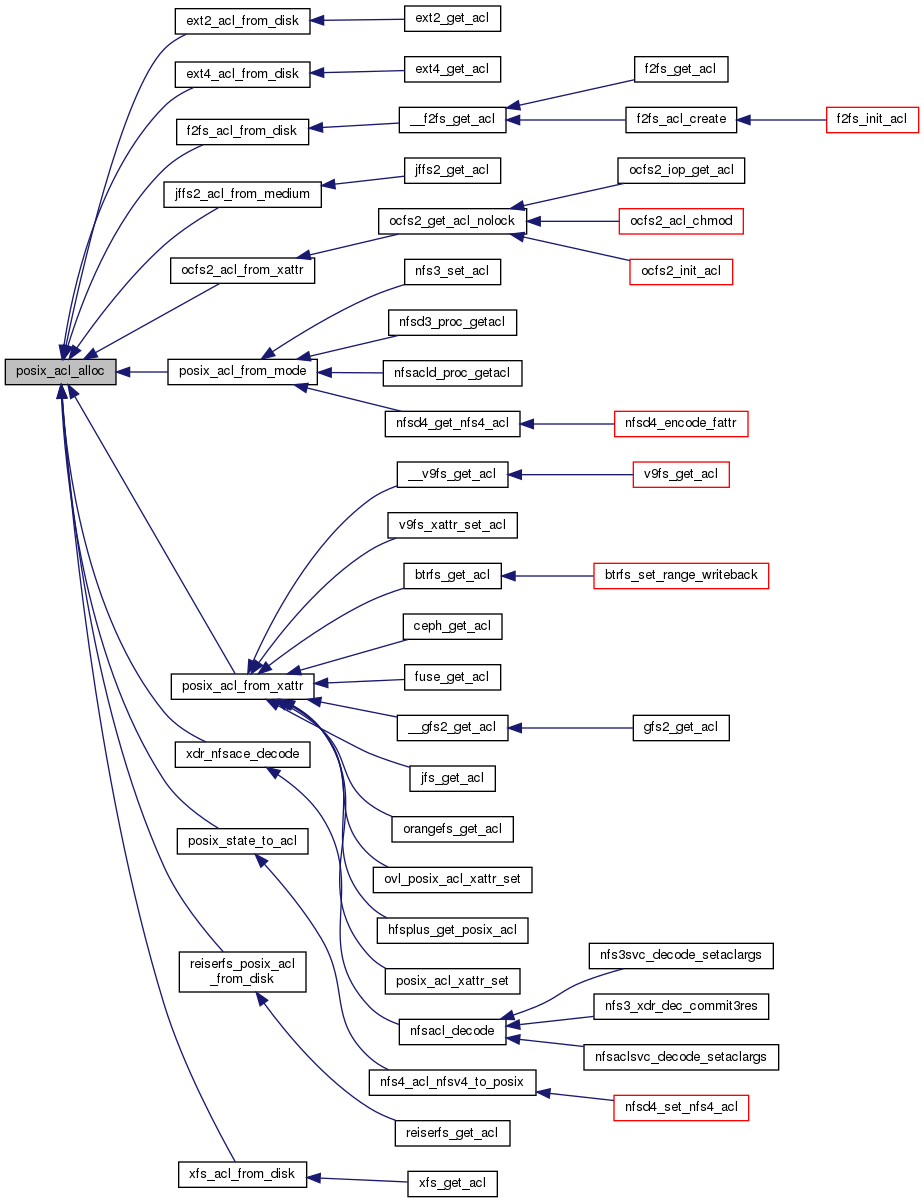 ext2_acl_from_disk
ext2_get_acl
ext4_acl_from_disk
ext4_get_acl
f2fs_get_acl
f2fs_acl_from_disk
__f2fs_get_acl
f2fs_acl_create
f2fs_init_acl
jffs2_acl_from_medium
jffs2_get_acl
ocfs2_iop_get_acl
ocfs2_get_acl_nolock
ocfs2_acl_chmod
ocfs2_acl_from_xattr
ocfs2_init_acl
nfs3_set_acl
nfsd3_proc_getacl
posix_acl_alloc
posix_acl_from_mode
nfsacld_proc_getacl
nfsd4_get_nfs4_acl
nfsd4_encode_fattr
__v9fs_get_acl
v9fs_get_acl
v9fs_xattr_set_acl
btrfs_get_acl
btrfs_set_range_writeback
ceph_get_acl
posix_acl_from_xattr
fuse_get_acl
__gfs2_get_acl
gfs2_get_acl
xdr_nfsace_decode
jfs_get_acl
orangefs_get_acl
posix_state_to_acl
ovl_posix_acl_xattr_set
hfsplus_get_posix_acl
reiserfs_posix_acl
_from_disk
posix_acl_xattr_set
nfs3svc_decode_setaclargs
nfs3_xdr_dec_commit3res
nfsacl_decode
nfsaclsvc_decode_setaclargs
nfs4_acl_nfsv4_to_posix
nfsd4_set_nfs4_acl
reiserfs_get_acl
xfs_acl_from_disk
xfs_get_acl